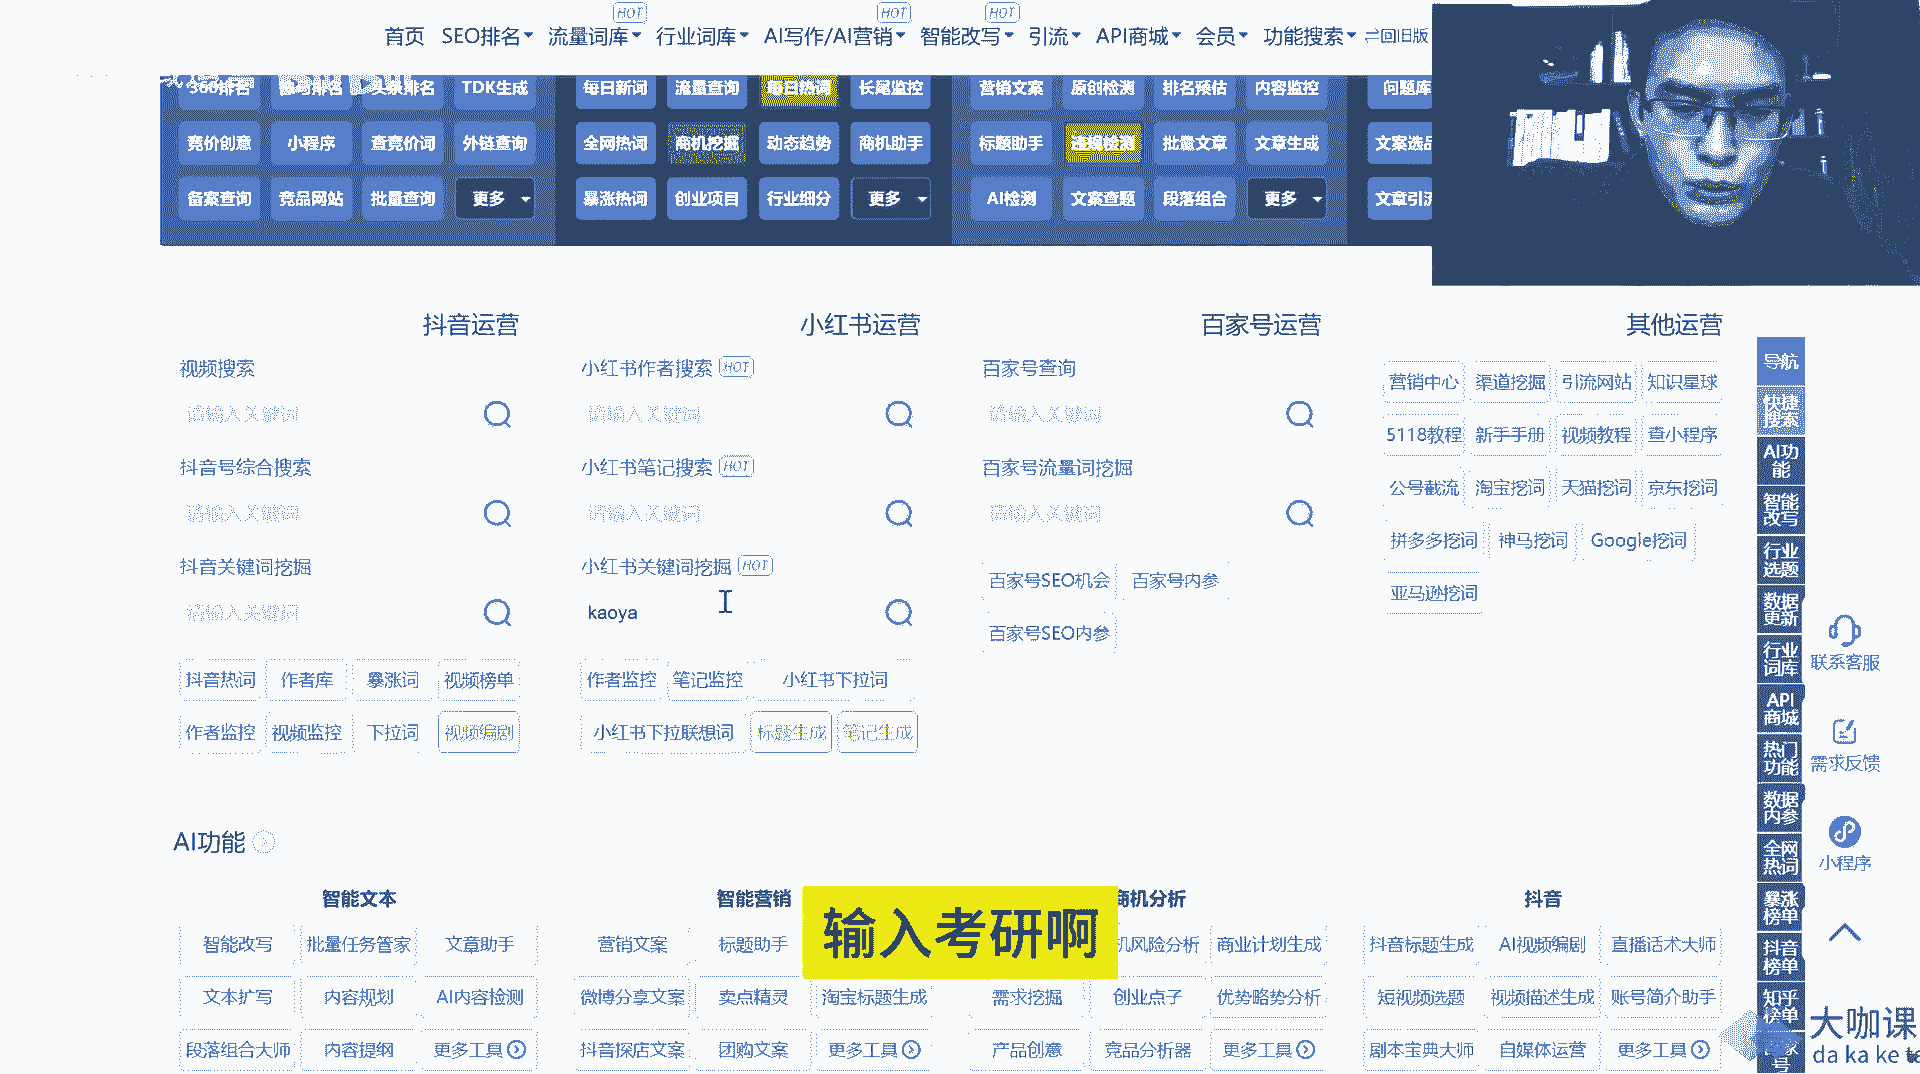 HOT HOT HOT
首页 SEO排名 流量词库 行业词库 AI写作/AI营销 智能改写 引流 API商城 会员 功能搜索 回旧版
360排名 头条排名 TDK生成 每日新词 流量查询 每日热词 长尾监控 营销文案 原创检测 排名预估 内容监控 问题库
竞价创意 小程序 查竞价词 外链查询 全网热词 商机挖掘 动态趋势 商机助手 标题助手 违规检测 批量文章 文章生成 文案选品
备案查询 竞品网站 批量查询 更多 暴涨热词 创业项目 行业细分 更多 AI检测 文案查题 段落组合 更多 文章引流
抖音运营
视频搜索
请输入关键词
抖音号综合搜索
请输入关键词
抖音关键词挖掘
请输入关键词
抖音热词 作者库 暴涨词 视频榜单
作者监控 视频监控 下拉词 视频编剧
小红书运营
小红书作者搜索 HOT
请输入关键词
小红书笔记搜索 HOT
请输入关键词
小红书关键词挖掘 HOT
kaoya
作者监控 笔记监控 小红书下拉词
小红书下拉联想词 标题生成 笔记生成
百家号运营
百家号查询
请输入关键词
百家号流量词挖掘
请输入关键词
百家号SEO机会 百家号内参
百家号SEO内参
其他运营
营销中心 渠道挖掘 引流网站 知识星球
5118教程 新手手册 视频教程 查小程序
公号截流 淘宝挖词 天猫挖词 京东挖词
拼多多挖词 神马挖词 Google挖词
亚马逊挖词
导航
快捷搜索
AI功能
智能改写
行业选题
数据更新
行业词库
API商城
热门功能
数据内参
全网热词
暴涨榜单
抖音榜单
知乎榜单
号
联系客服
需求反馈
小程序
AI功能
智能文本
智能改写 批量任务管家 文章助手
文本扩写 内容规划 AI内容检测
段落组合大师 内容提纲 更多工具
智能营销
营销文案 标题助手
微博分享文案 卖点精灵 淘宝标题生成
抖音探店文案 团购文案 更多工具
商机分析
机风险分析 商业计划生成
需求挖掘 创业点子 优势略势分析
产品创意 竞品分析器 更多工具
抖音
抖音标题生成 AI视频编剧 直播话术大师
短视频选题 视频描述生成 账号简介助手
剧本宝典大师 自媒体运营 更多工具
输入考研啊
大咖课
da ka ke